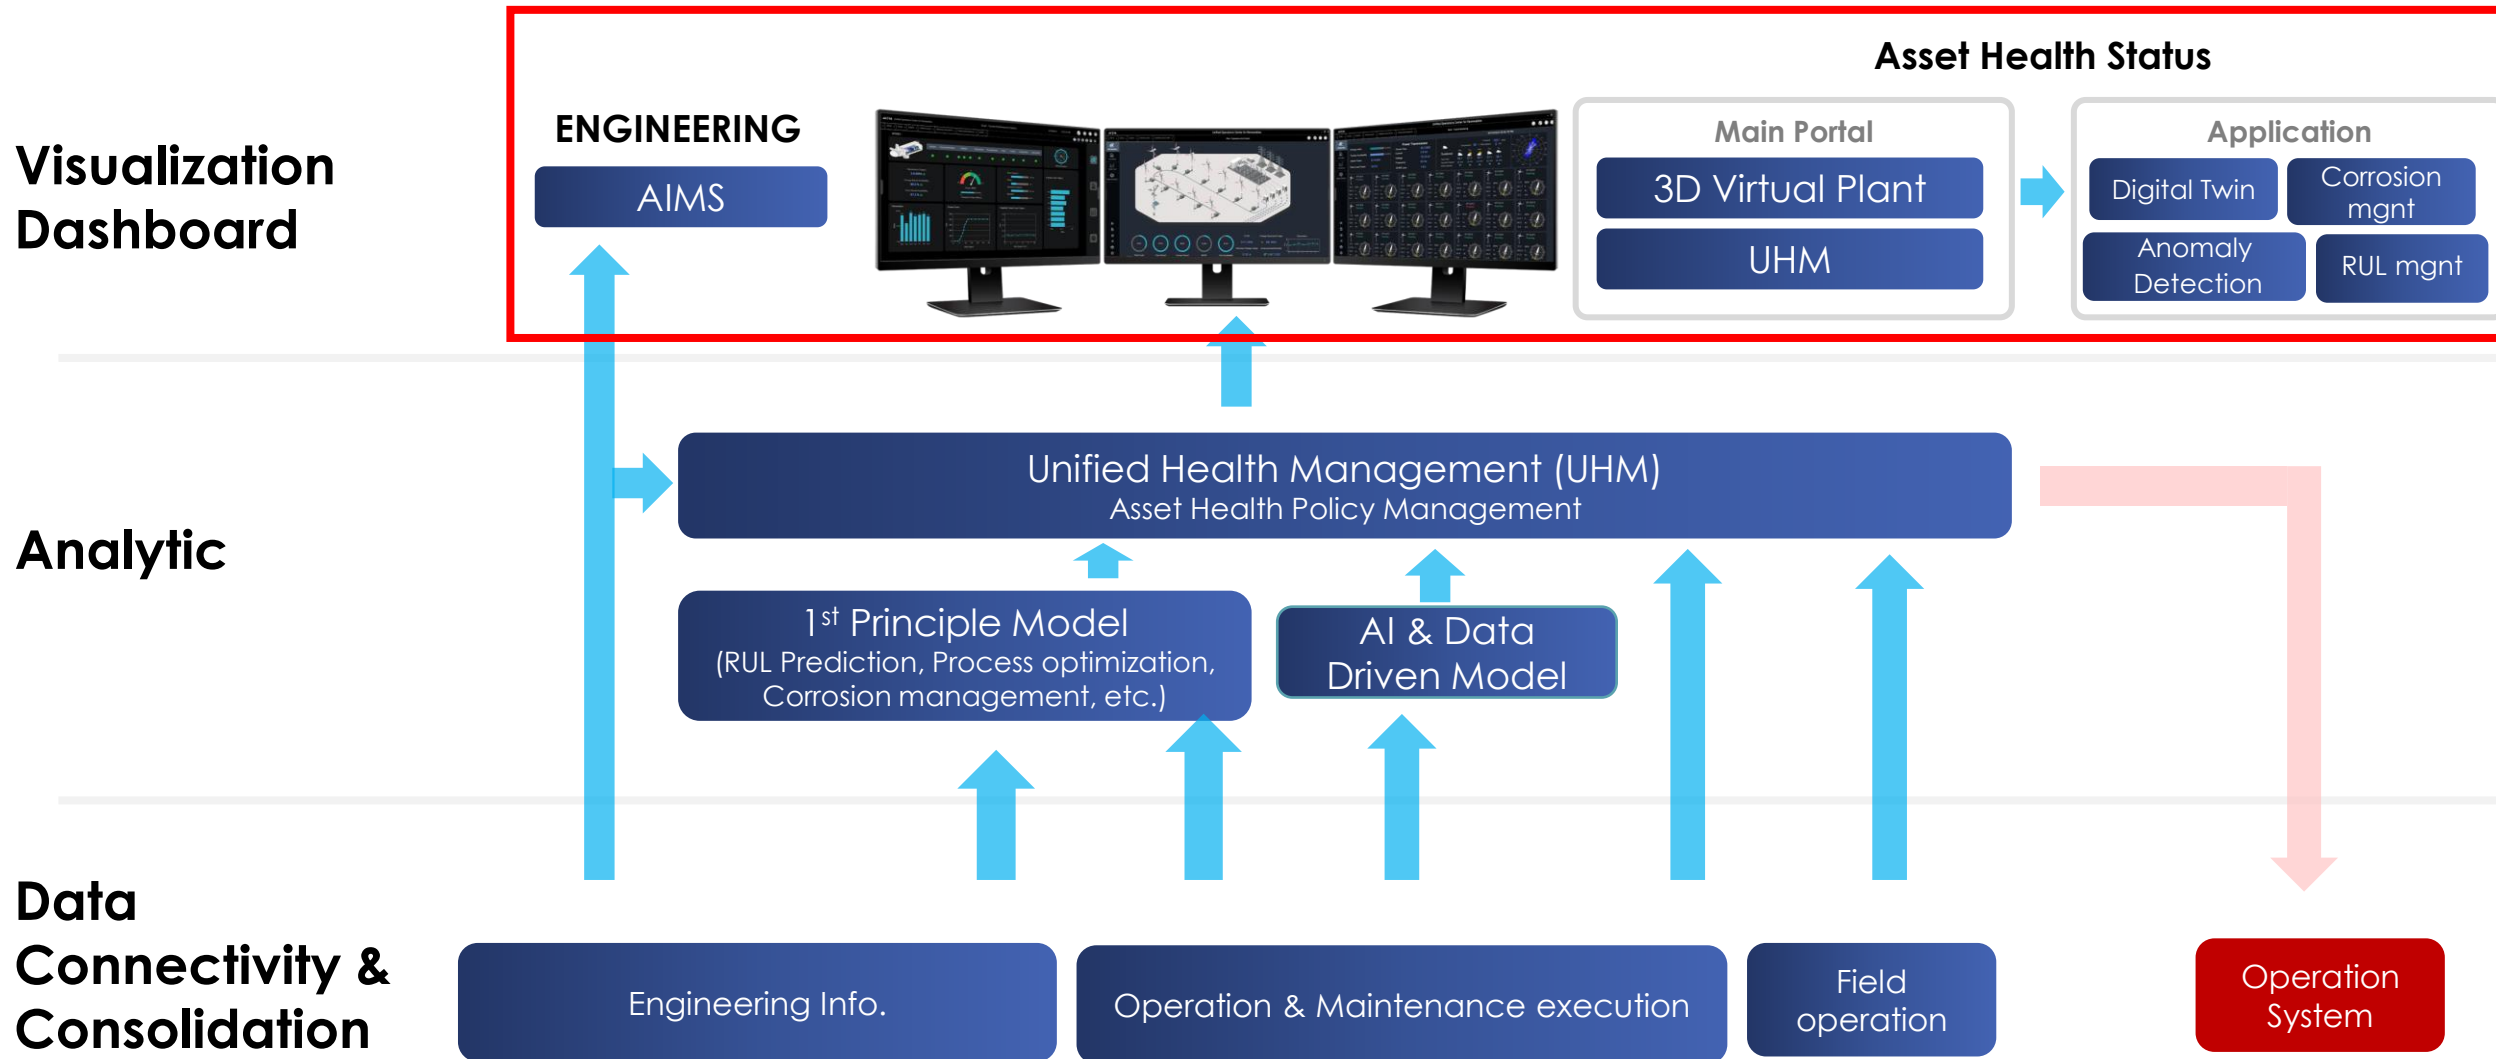 Asset Health Status
Visualization
Dashboard
ENGINEERING
AIMS
Main Portal
3D Virtual Plant
UHM
Application
Digital Twin
Corrosion
mgnt
Anomaly
Detection
RUL mgnt
Analytic
Unified Health Management (UHM)
Asset Health Policy Management
1st Principle Model
(RUL Prediction, Process optimization,
Corrosion management, etc.)
AI & Data
Driven Model
Data
Connectivity &
Consolidation
Engineering Info.
Operation & Maintenance execution
Field
operation
Operation
System